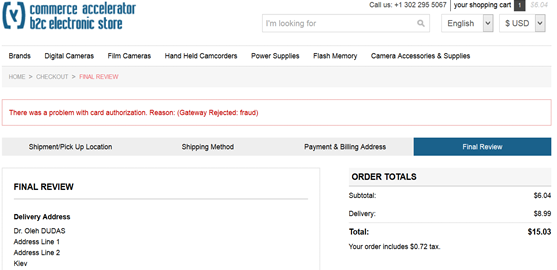 commerce accelerator
b2c electronic store
Call us: +1 302 295 5067 your shopping cart 1 $6.04
I'm looking for English $ USD
Brands Digital Cameras Film Cameras Hand Held Camcorders Power Supplies Flash Memory Camera Accessories & Supplies
HOME > CHECKOUT > FINAL REVIEW
There was a problem with card authorization. Reason: (Gateway Rejected: fraud)
Shipment/Pick Up Location Shipping Method Payment & Billing Address Final Review
FINAL REVIEW
Delivery Address
Dr. Oleh DUDAS
Address Line 1
Address Line 2
Kiev
ORDER TOTALS
Subtotal: $6.04
Delivery: $8.99
Total: $15.03
Your order includes $0.72 tax.